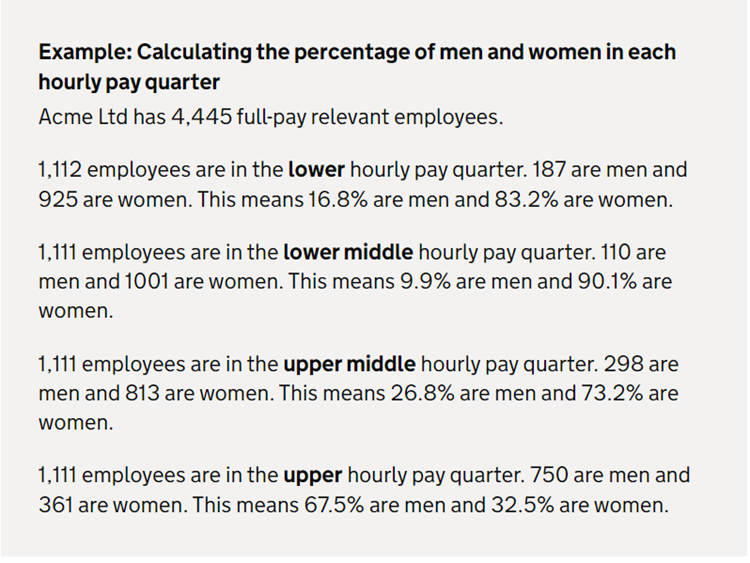 Example: Calculating the percentage of men and women in each
hourly pay quarter
Acme Ltd has 4,445 full-pay relevant employees.
1,112 employees are in the lower hourly pay quarter. 187 are men and
925 are women. This means 16.8% are men and 83.2% are women.
1,111 employees are in the lower middle hourly pay quarter. 110 are
men and 1001 are women. This means 9.9% are men and 90.1% are
women.
1,111 employees are in the upper middle hourly pay quarter. 298 are
men and 813 are women. This means 26.8% are men and 73.2% are
women.
1,111 employees are in the upper hourly pay quarter. 750 are men and
361 are women. This means 67.5% are men and 32.5% are women.